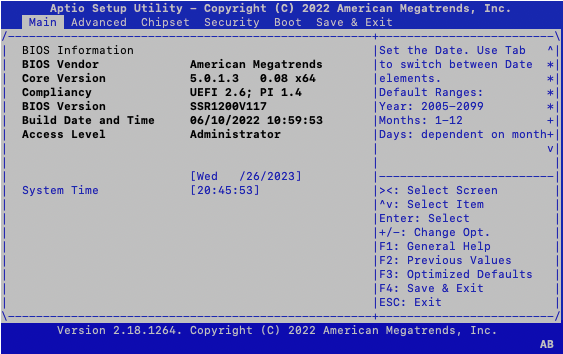 Aptio Setup Utility – Copyright (C) 2022 American Megatrends, Inc.
Main Advanced Chipset Security Boot Save & Exit
BIOS Information
BIOS Vendor American Megatrends
Core Version 5.0.1.3 0.08 x64
Compliancy UEFI 2.6; PI 1.4
BIOS Version SSR1200V117
Build Date and Time 06/10/2022 10:59:53
Access Level Administrator
[Wed /26/2023]
System Time [20:45:53]
Set the Date. Use Tab ^
to switch between Date *
elements. *
Default Ranges: *
Year: 2005–2099 *
Months: 1–12 +
Days: dependent on month+
v
><: Select Screen
^v: Select Item
Enter: Select
+/–: Change Opt.
F1: General Help
F2: Previous Values
F3: Optimized Defaults
F4: Save & Exit
ESC: Exit
Version 2.18.1264. Copyright (C) 2022 American Megatrends, Inc.
AB